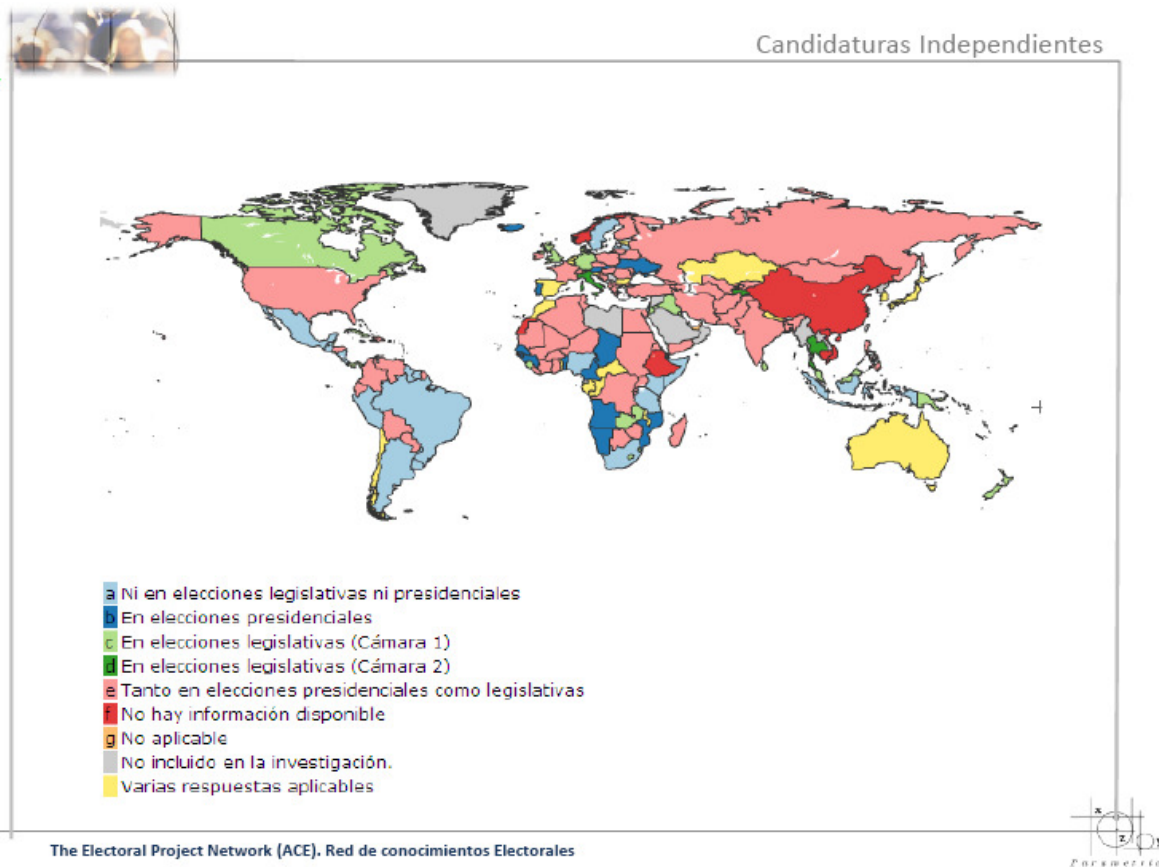 Candidaturas Independientes
a Ni en elecciones legislativas ni presidenciales
b En elecciones presidenciales
c En elecciones legislativas (Cámara 1)
d En elecciones legislativas (Cámara 2)
e Tanto en elecciones presidenciales como legislativas
f No hay información disponible
g No aplicable
No incluido en la investigación.
Varias respuestas aplicables
x
z
The Electoral Project Network (ACE). Red de conocimientos Electorales